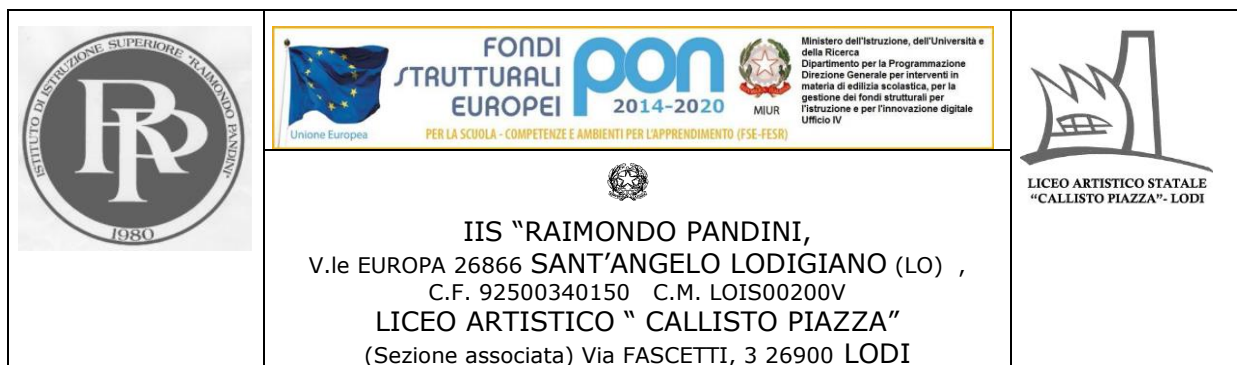 ISTITUTO DI ISTRUZIONE SUPERIORE "RAIMONDO PANDINI"
RP
1980
Unione Europea
FONDI
STRUTTURALI
EUROPEI
pon
2014-2020
MIUR
Ministero dell'Istruzione, dell'Università e
della Ricerca
Dipartimento per la Programmazione
Direzione Generale per interventi in
materia di edilizia scolastica, per la
gestione dei fondi strutturali per
l'istruzione e per l'innovazione digitale
Ufficio IV
PER LA SCUOLA - COMPETENZE E AMBIENTI PER L'APPRENDIMENTO (FSE-FESR)
LICEO ARTISTICO STATALE
"CALLISTO PIAZZA"- LODI
IIS “RAIMONDO PANDINI,
V.le EUROPA 26866 SANT’ANGELO LODIGIANO (LO) ,
C.F. 92500340150 C.M. LOIS00200V
LICEO ARTISTICO “ CALLISTO PIAZZA”
(Sezione associata) Via FASCETTI, 3 26900 LODI